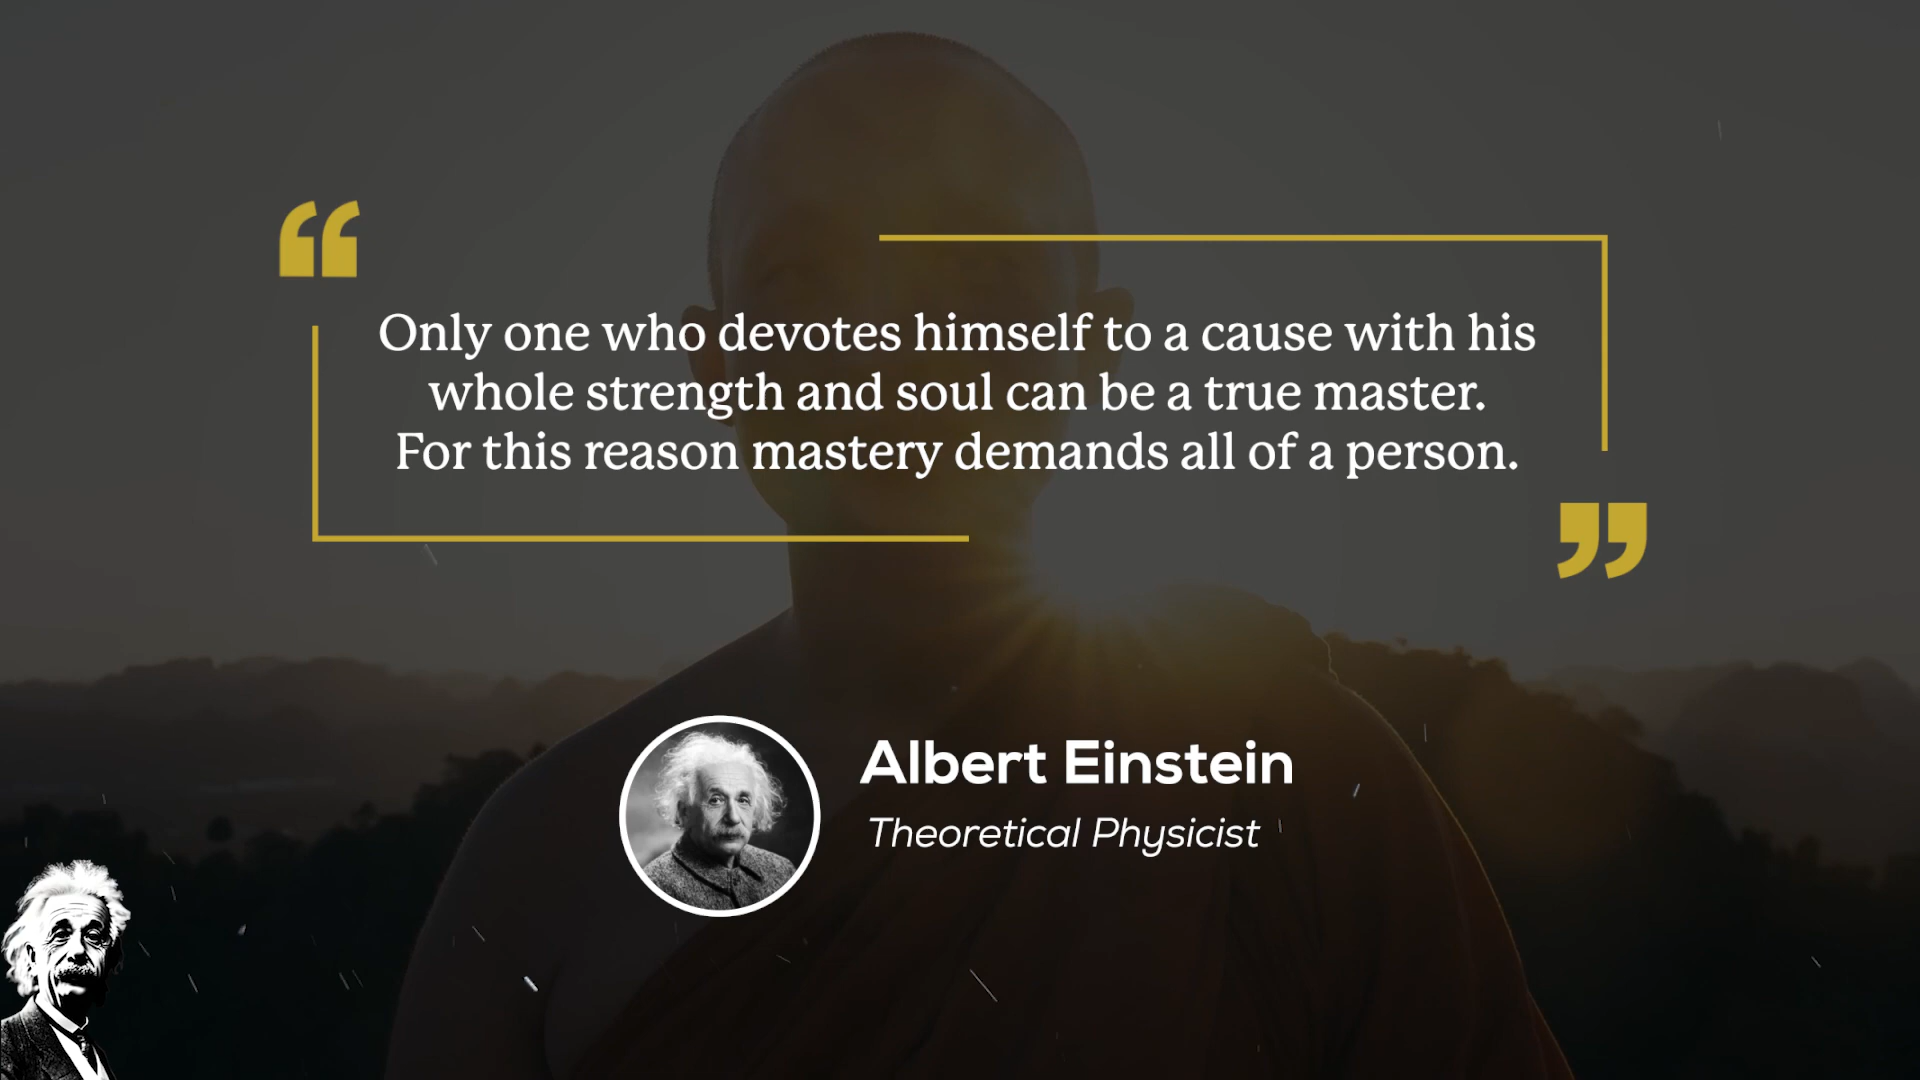 “
Only one who devotes himself to a cause with his
whole strength and soul can be a true master.
For this reason mastery demands all of a person.
”
Albert Einstein
Theoretical Physicist